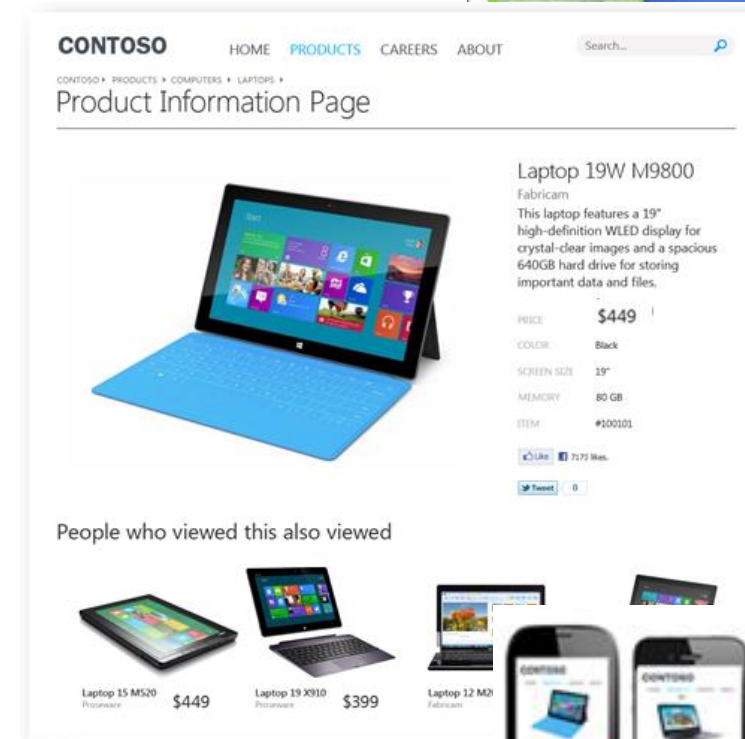 CONTOSO
HOME PRODUCTS CAREERS ABOUT
Search...
CONTOSO ▸ PRODUCTS ▸ COMPUTERS ▸ LAPTOPS ▸
Product Information Page
Start
Laptop 19W M9800
Fabricam
This laptop features a 19"
high-definition WLED display for
crystal-clear images and a spacious
640GB hard drive for storing
important data and files.
PRICE $449
COLOR Black
SCREEN SIZE 19"
MEMORY 80 GB
ITEM #100101
Like 7173 likes.
Tweet 0
People who viewed this also viewed
Laptop 15 M520
Proseware
$449
Laptop 19 X910
Proseware
$399
Laptop 12 M2
Fabricam
CONTOSO
CONTOSO